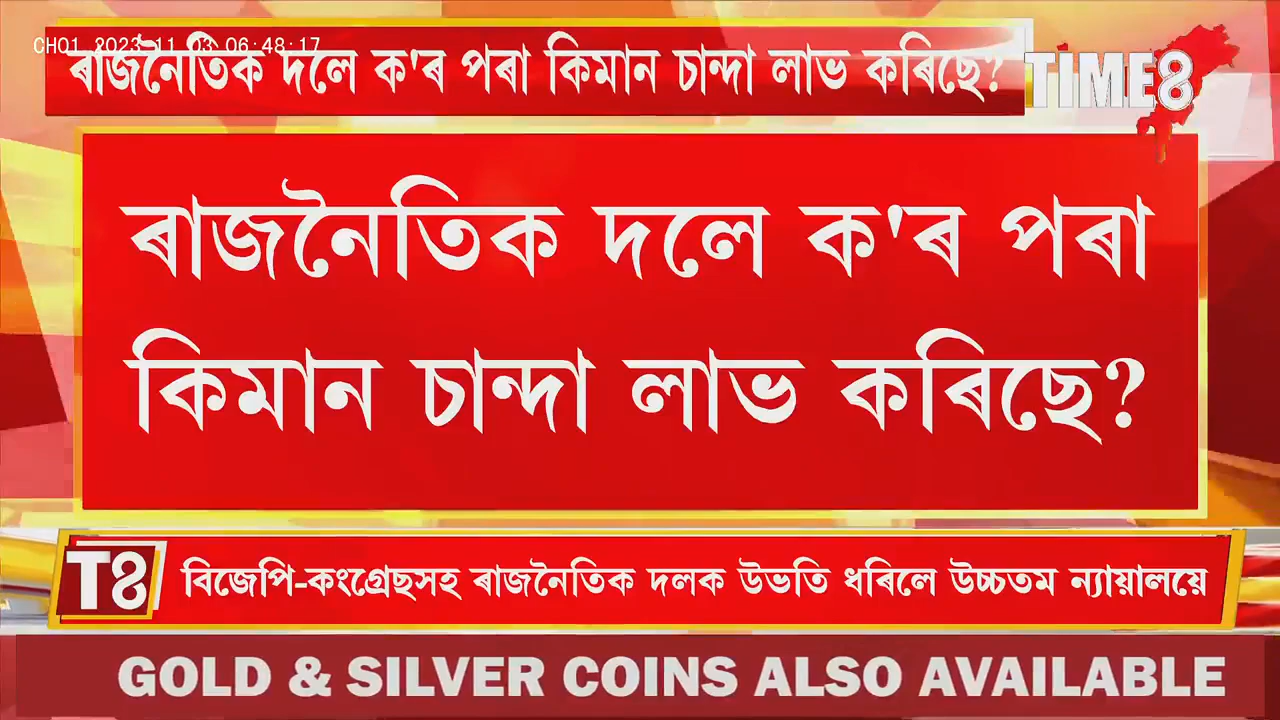 CH01 2023-11-03 06:48:17
ৰাজনৈতিক দলে ক'ৰ পৰা কিমান চান্দা লাভ কৰিছে?
TIME8
ৰাজনৈতিক দলে ক'ৰ পৰা
কিমান চান্দা লাভ কৰিছে?
T8
বিজেপি-কংগ্ৰেছসহ ৰাজনৈতিক দলক উভতি ধৰিলে উচ্চতম ন্যায়ালয়ে
GOLD & SILVER COINS ALSO AVAILABLE